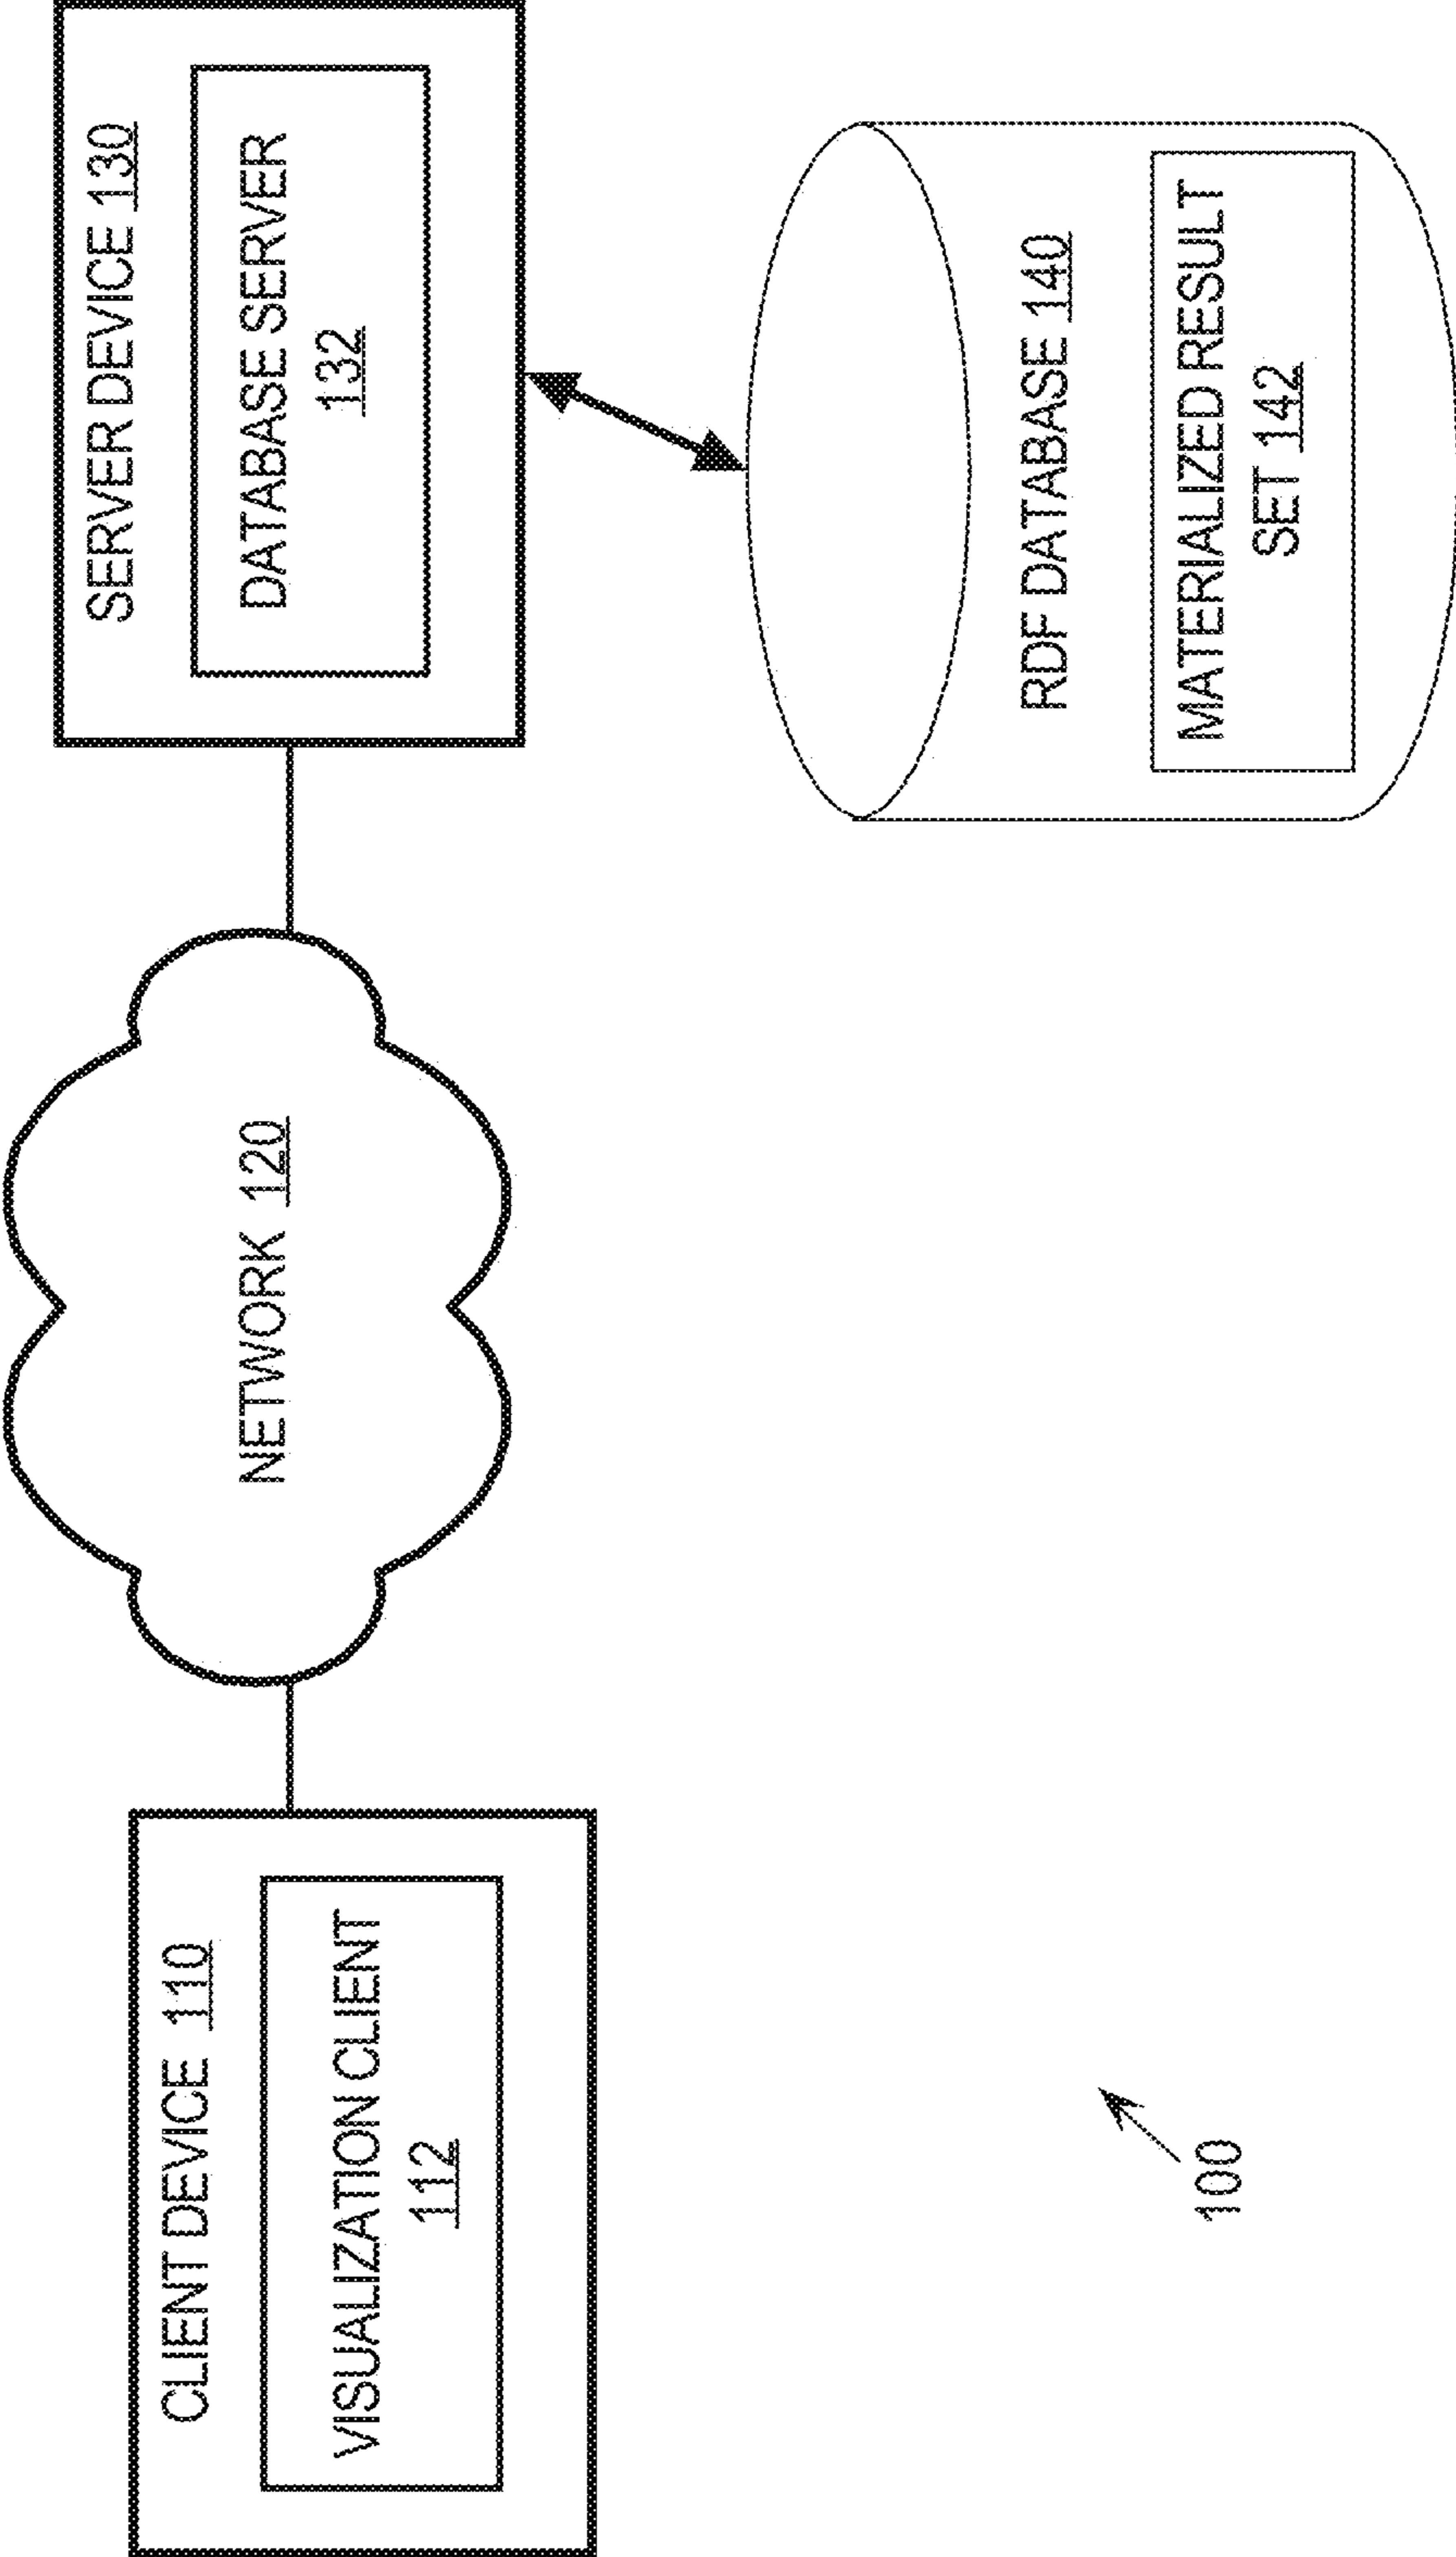 CLIENT DEVICE 110
VISUALIZATION CLIENT
112
NETWORK 120
SERVER DEVICE 130
DATABASE SERVER
132
RDF DATABASE 140
MATERIALIZED RESULT
SET 142
100